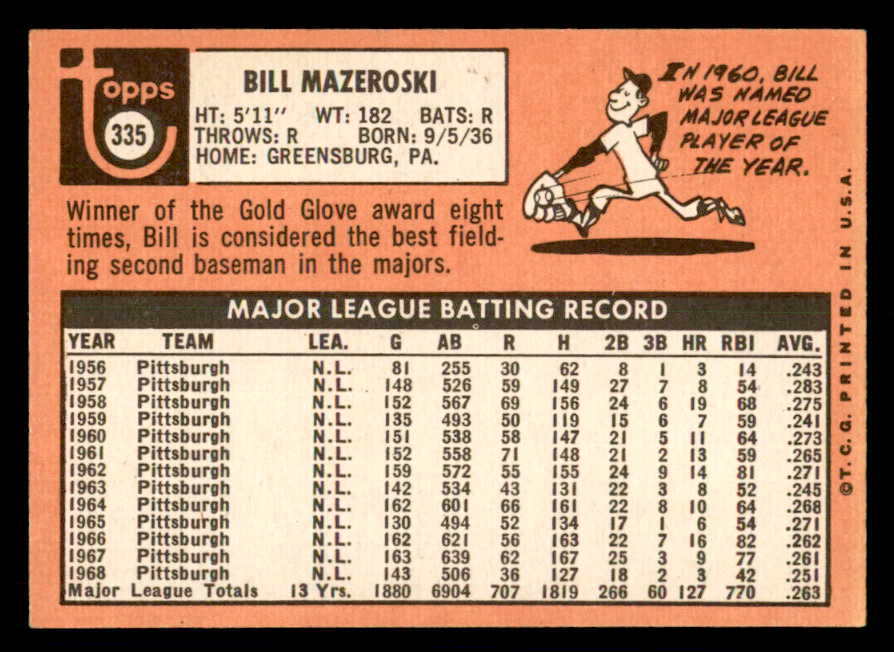 topps
335
BILL MAZEROSKI
HT: 5'11" WT: 182 BATS: R
THROWS: R BORN: 9/5/36
HOME: GREENSBURG, PA.
IN 1960, BILL
WAS NAMED
MAJOR LEAGUE
PLAYER OF
THE YEAR.
Winner of the Gold Glove award eight
times, Bill is considered the best field-
ing second baseman in the majors.
MAJOR LEAGUE BATTING RECORD
YEAR TEAM LEA. G AB R H 2B 3B HR RBI AVG.
1956 Pittsburgh N.L. 81 255 30 62 8 1 3 14 .243
1957 Pittsburgh N.L. 148 526 59 149 27 7 8 54 .283
1958 Pittsburgh N.L. 152 567 69 156 24 6 19 68 .275
1959 Pittsburgh N.L. 135 493 50 119 15 6 7 59 .241
1960 Pittsburgh N.L. 151 538 58 147 21 5 11 64 .273
1961 Pittsburgh N.L. 152 558 71 148 21 2 13 59 .265
1962 Pittsburgh N.L. 159 572 55 155 24 9 14 81 .271
1963 Pittsburgh N.L. 142 534 43 131 22 3 8 52 .245
1964 Pittsburgh N.L. 162 601 66 161 22 8 10 64 .268
1965 Pittsburgh N.L. 130 494 52 134 17 1 6 54 .271
1966 Pittsburgh N.L. 162 621 56 163 22 7 16 82 .262
1967 Pittsburgh N.L. 163 639 62 167 25 3 9 77 .261
1968 Pittsburgh N.L. 143 506 36 127 18 2 3 42 .251
Major League Totals 13 Yrs. 1880 6904 707 1819 266 60 127 770 .263
©T.C.G. PRINTED IN U.S.A.